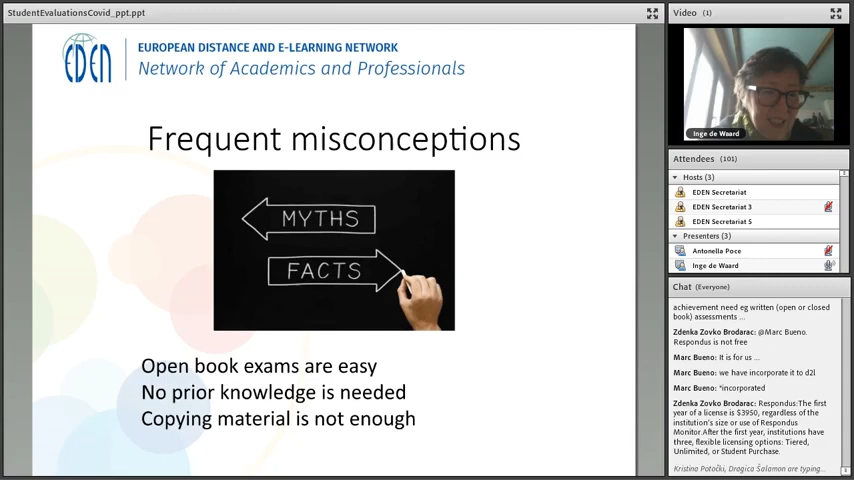 StudentEvaluationsCovid_ppt.ppt
EDEN
EUROPEAN DISTANCE AND E-LEARNING NETWORK
Network of Academics and Professionals
Frequent misconceptions
MYTHS
FACTS
Open book exams are easy
No prior knowledge is needed
Copying material is not enough
Video (1)
Inge de Waard
Attendees (101)
Hosts (3)
EDEN Secretariat
EDEN Secretariat 3
EDEN Secretariat 5
Presenters (3)
Antonella Poce
Inge de Waard
Chat (Everyone)
achievement need eg written (open or closed
book) assessments ...
Zdenka Zovko Brodarac: @Marc Bueno.
Respondus is not free
Marc Bueno: It is for us ...
Marc Bueno: we have incorporate it to d2l
Marc Bueno: *incorporated
Zdenka Zovko Brodarac: Respondus:The first
year of a license is $3950, regardless of the
institution's size or use of Respondus
Monitor.After the first year, institutions have
three, flexible licensing options: Tiered,
Unlimited, or Student Purchase.
Kristina Potočki, Dragica Šalamon are typing...